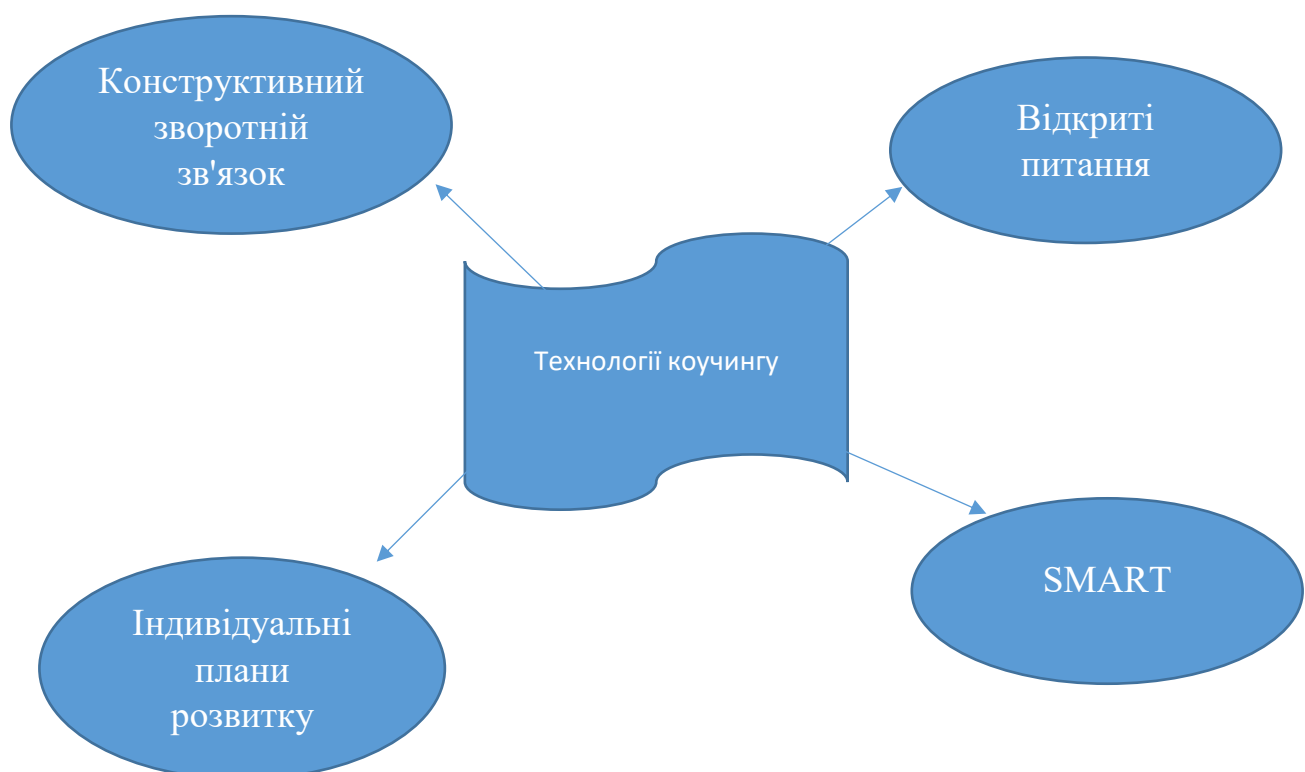 Конструктивний
зворотній
зв'язок
Відкриті
питання
Технології коучингу
SMART
Індивідуальні
плани
розвитку